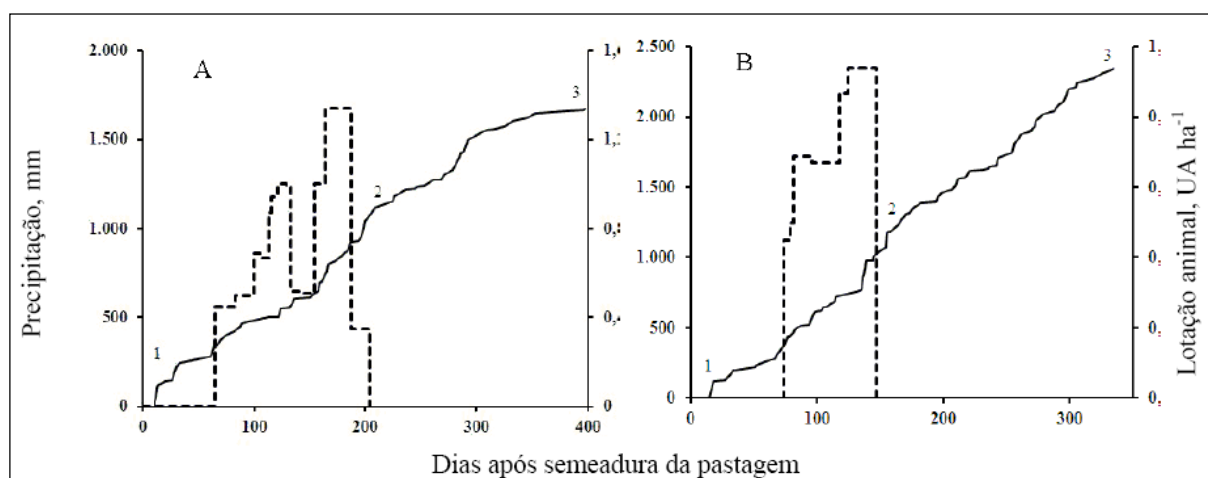 A
B
Precipitação, mm
2.000
1.500
1.000
500
0
0 100 200 300 400
1
2
3
2.500
2.000
1.500
1.000
500
0
0 100 200 300
1
2
3
Lotação animal, UA ha⁻¹
Dias após semeadura da pastagem